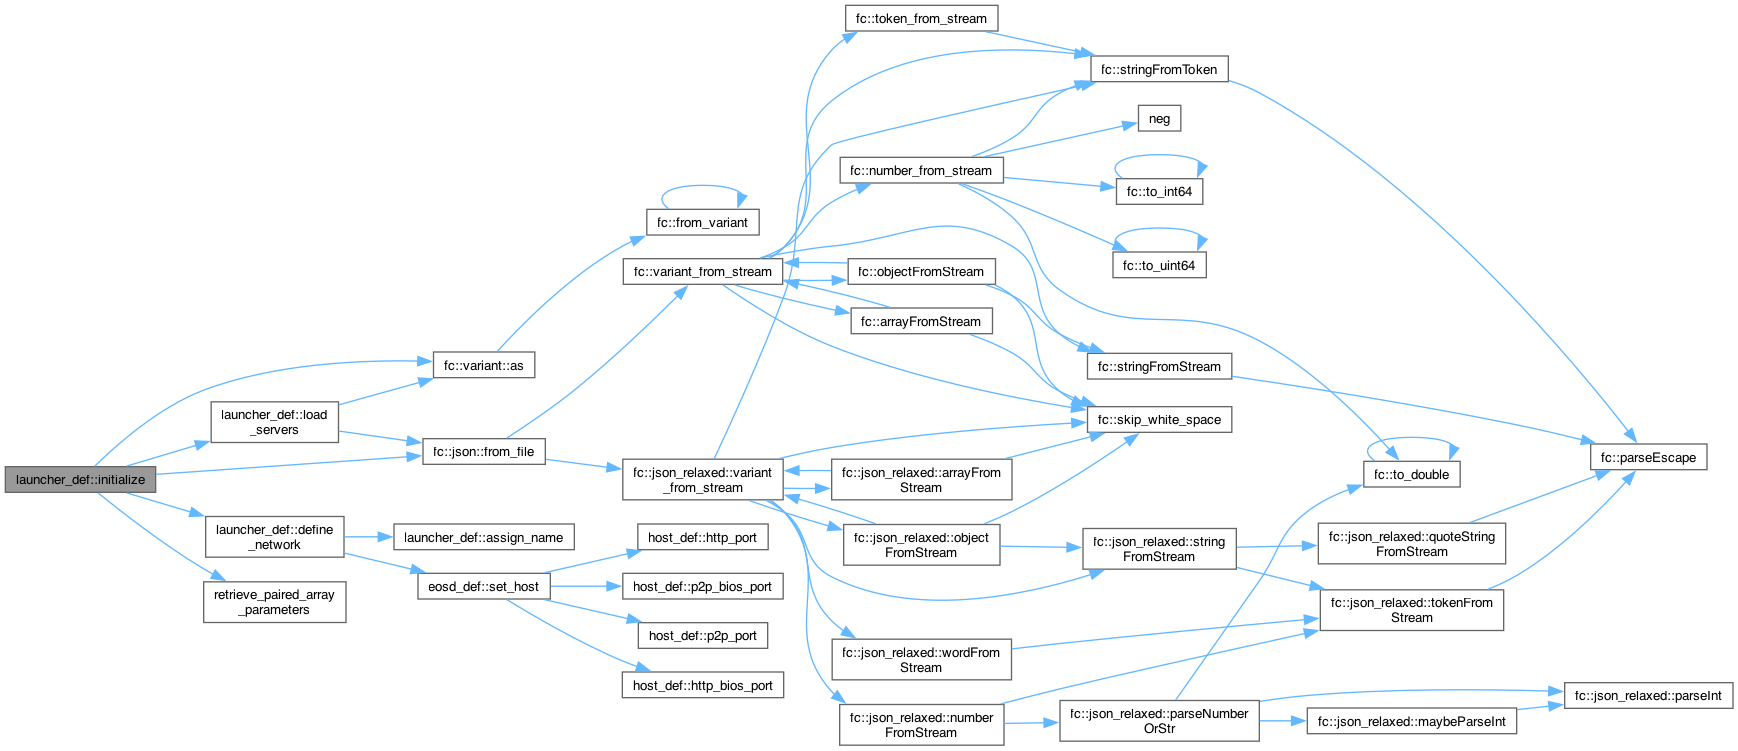 launcher_def::initialize
launcher_def::load
_servers
launcher_def::define
_network
retrieve_paired_array
_parameters
fc::variant::as
fc::json::from_file
launcher_def::assign_name
eosd_def::set_host
fc::from_variant
fc::variant_from_stream
fc::json_relaxed::variant
_from_stream
host_def::http_port
host_def::p2p_bios_port
host_def::p2p_port
host_def::http_bios_port
fc::token_from_stream
fc::number_from_stream
fc::objectFromStream
fc::arrayFromStream
fc::json_relaxed::arrayFrom
Stream
fc::json_relaxed::object
FromStream
fc::json_relaxed::wordFrom
Stream
fc::json_relaxed::number
FromStream
fc::stringFromToken
neg
fc::to_int64
fc::to_uint64
fc::stringFromStream
fc::skip_white_space
fc::json_relaxed::string
FromStream
fc::json_relaxed::parseNumber
OrStr
fc::to_double
fc::json_relaxed::quoteString
FromStream
fc::json_relaxed::tokenFrom
Stream
fc::json_relaxed::maybeParseInt
fc::parseEscape
fc::json_relaxed::parseInt